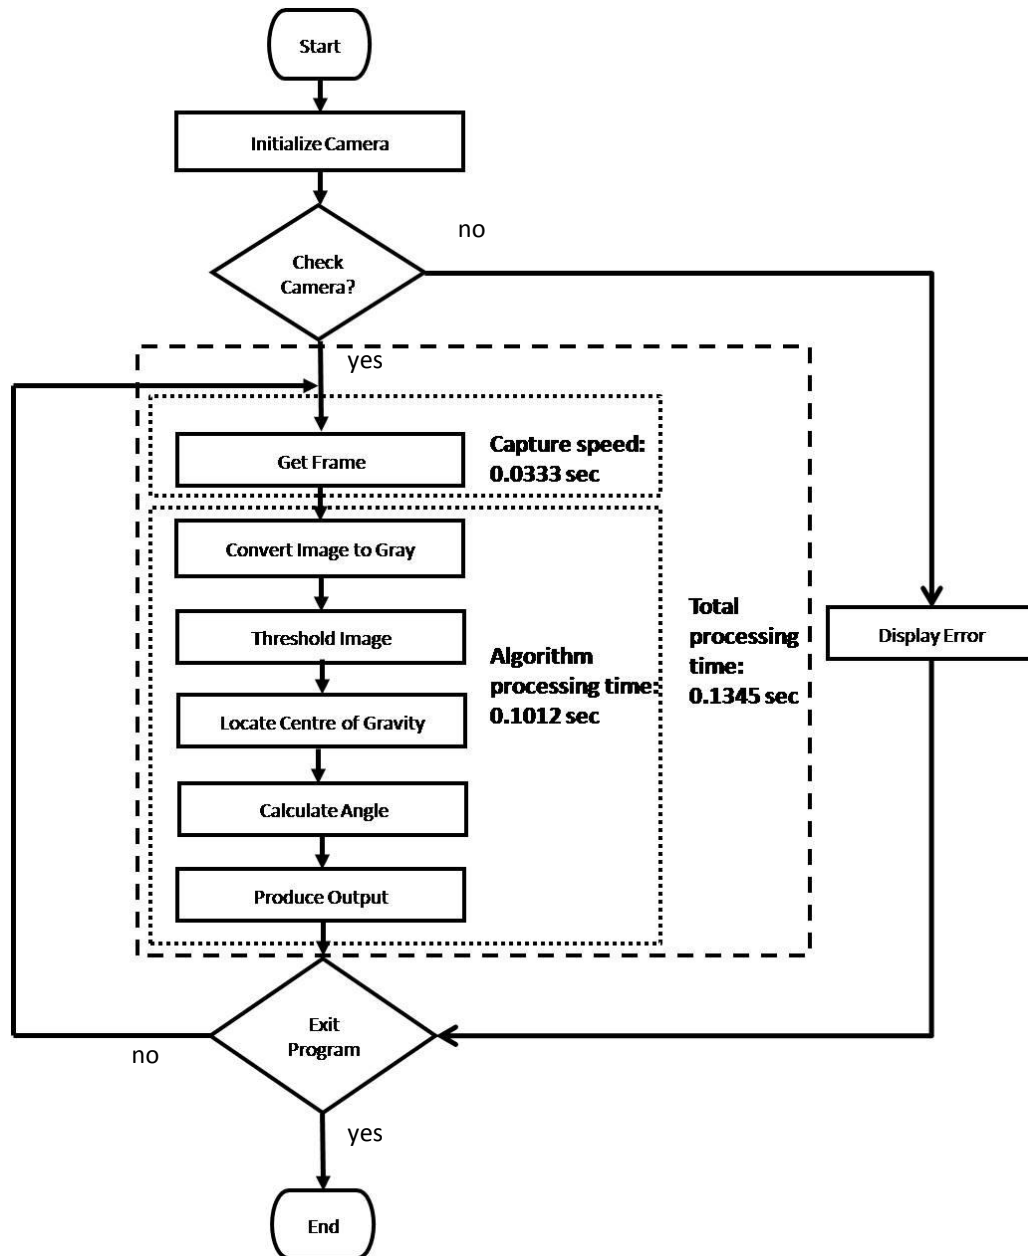 Start
Initialize Camera
no
Check
Camera?
yes
Capture speed:
0.0333 sec
Get Frame
Convert Image to Gray
Threshold Image
Locate Centre of Gravity
Calculate Angle
Produce Output
Algorithm
processing time:
0.1012 sec
Total
processing
time:
0.1345 sec
Display Error
Exit
Program
no
yes
End